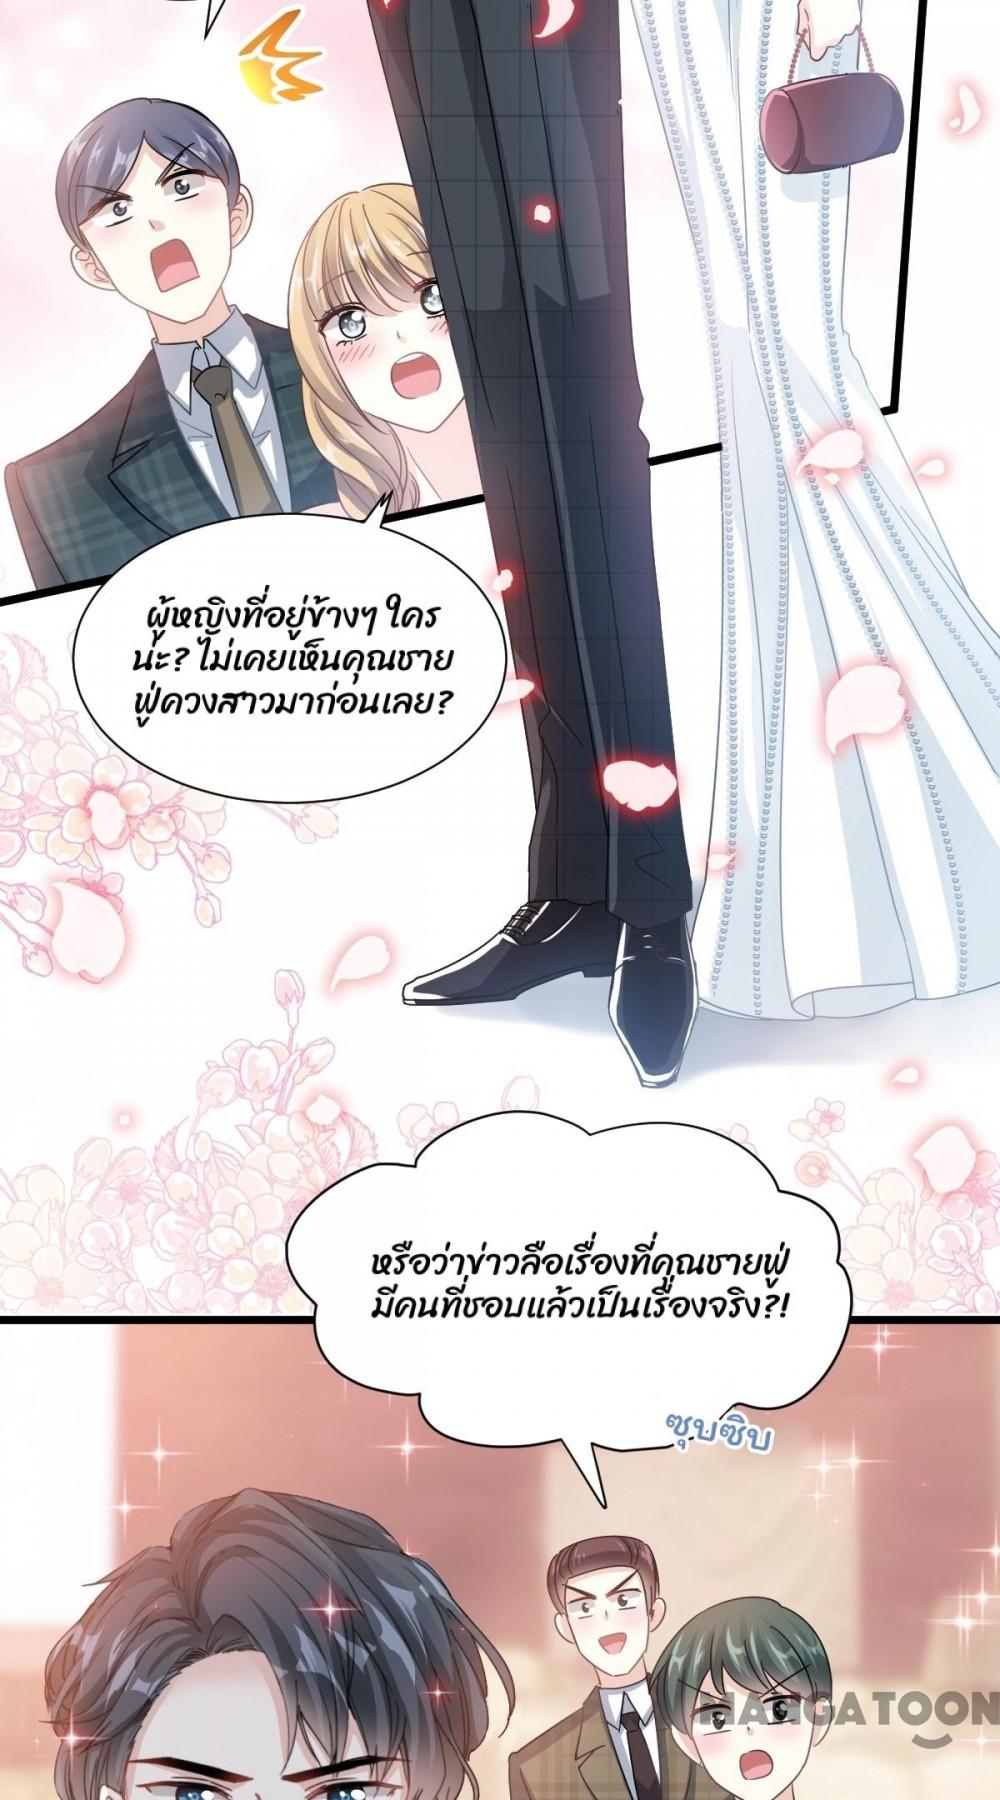 ผู้หญิงที่อยู่ข้างๆ ใคร
น่ะ? ไม่เคยเห็นคุณชาย
ฟู่ควงสาวมาก่อนเลย?
หรือว่าข่าวลือเรื่องที่คุณชายฟู่
มีคนที่ชอบแล้วเป็นเรื่องจริง?!
ซุบซิบ
MANGATOON